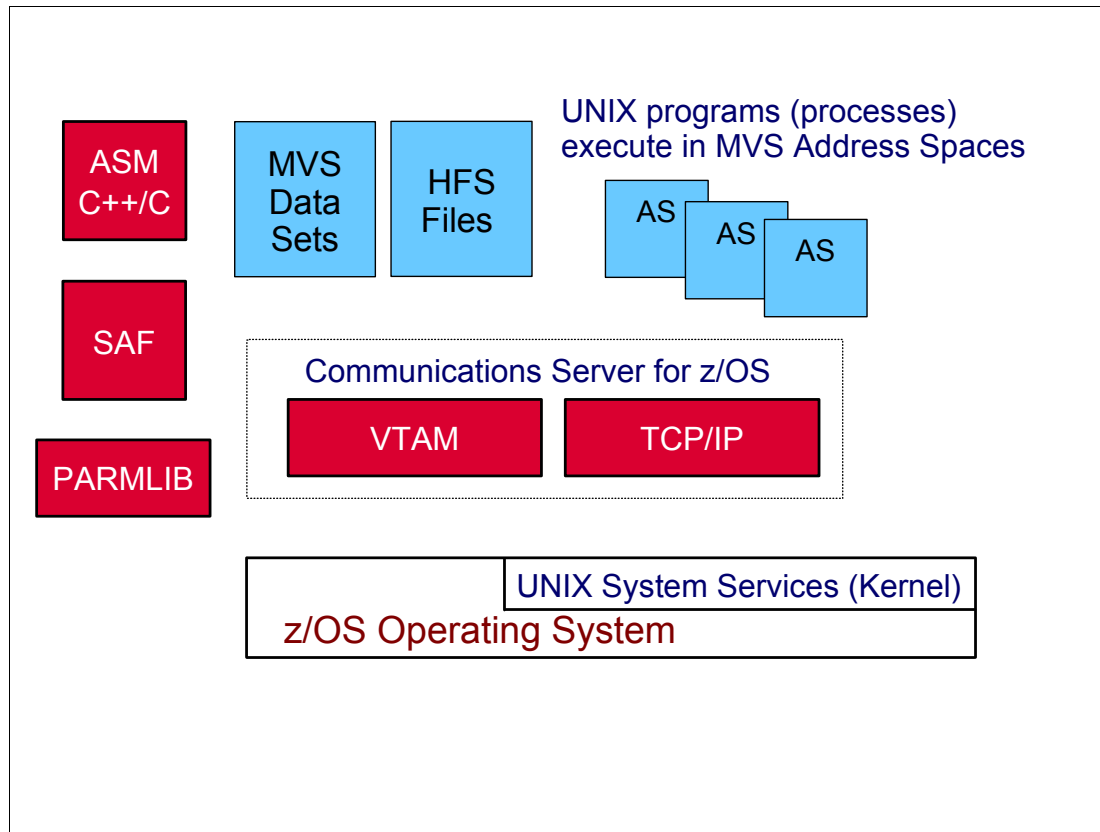 UNIX programs (processes)
execute in MVS Address Spaces
ASM
C++/C
MVS
Data
Sets
HFS
Files
AS
AS
AS
SAF
Communications Server for z/OS
VTAM
TCP/IP
PARMLIB
UNIX System Services (Kernel)
z/OS Operating System